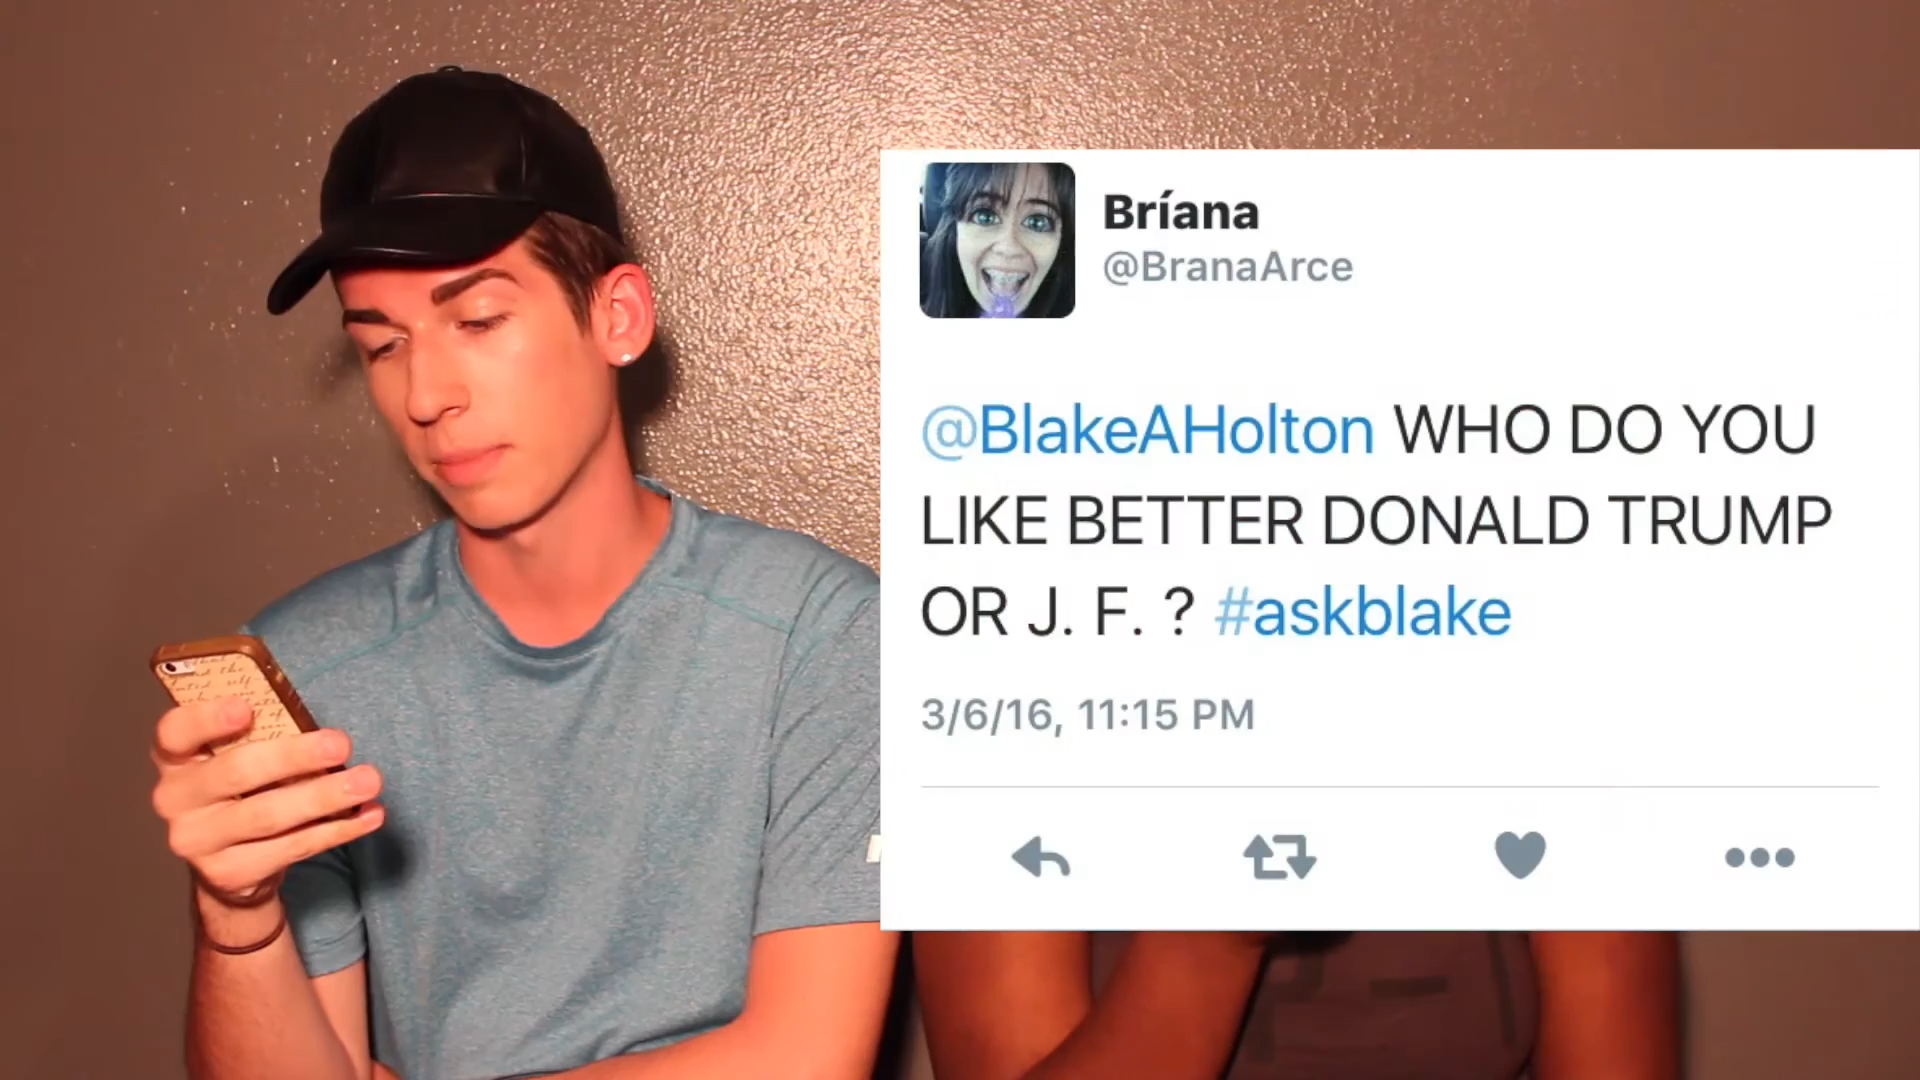 Bríana
@BranaArce
@BlakeAHolton WHO DO YOU
LIKE BETTER DONALD TRUMP
OR J. F. ? #askblake
3/6/16, 11:15 PM